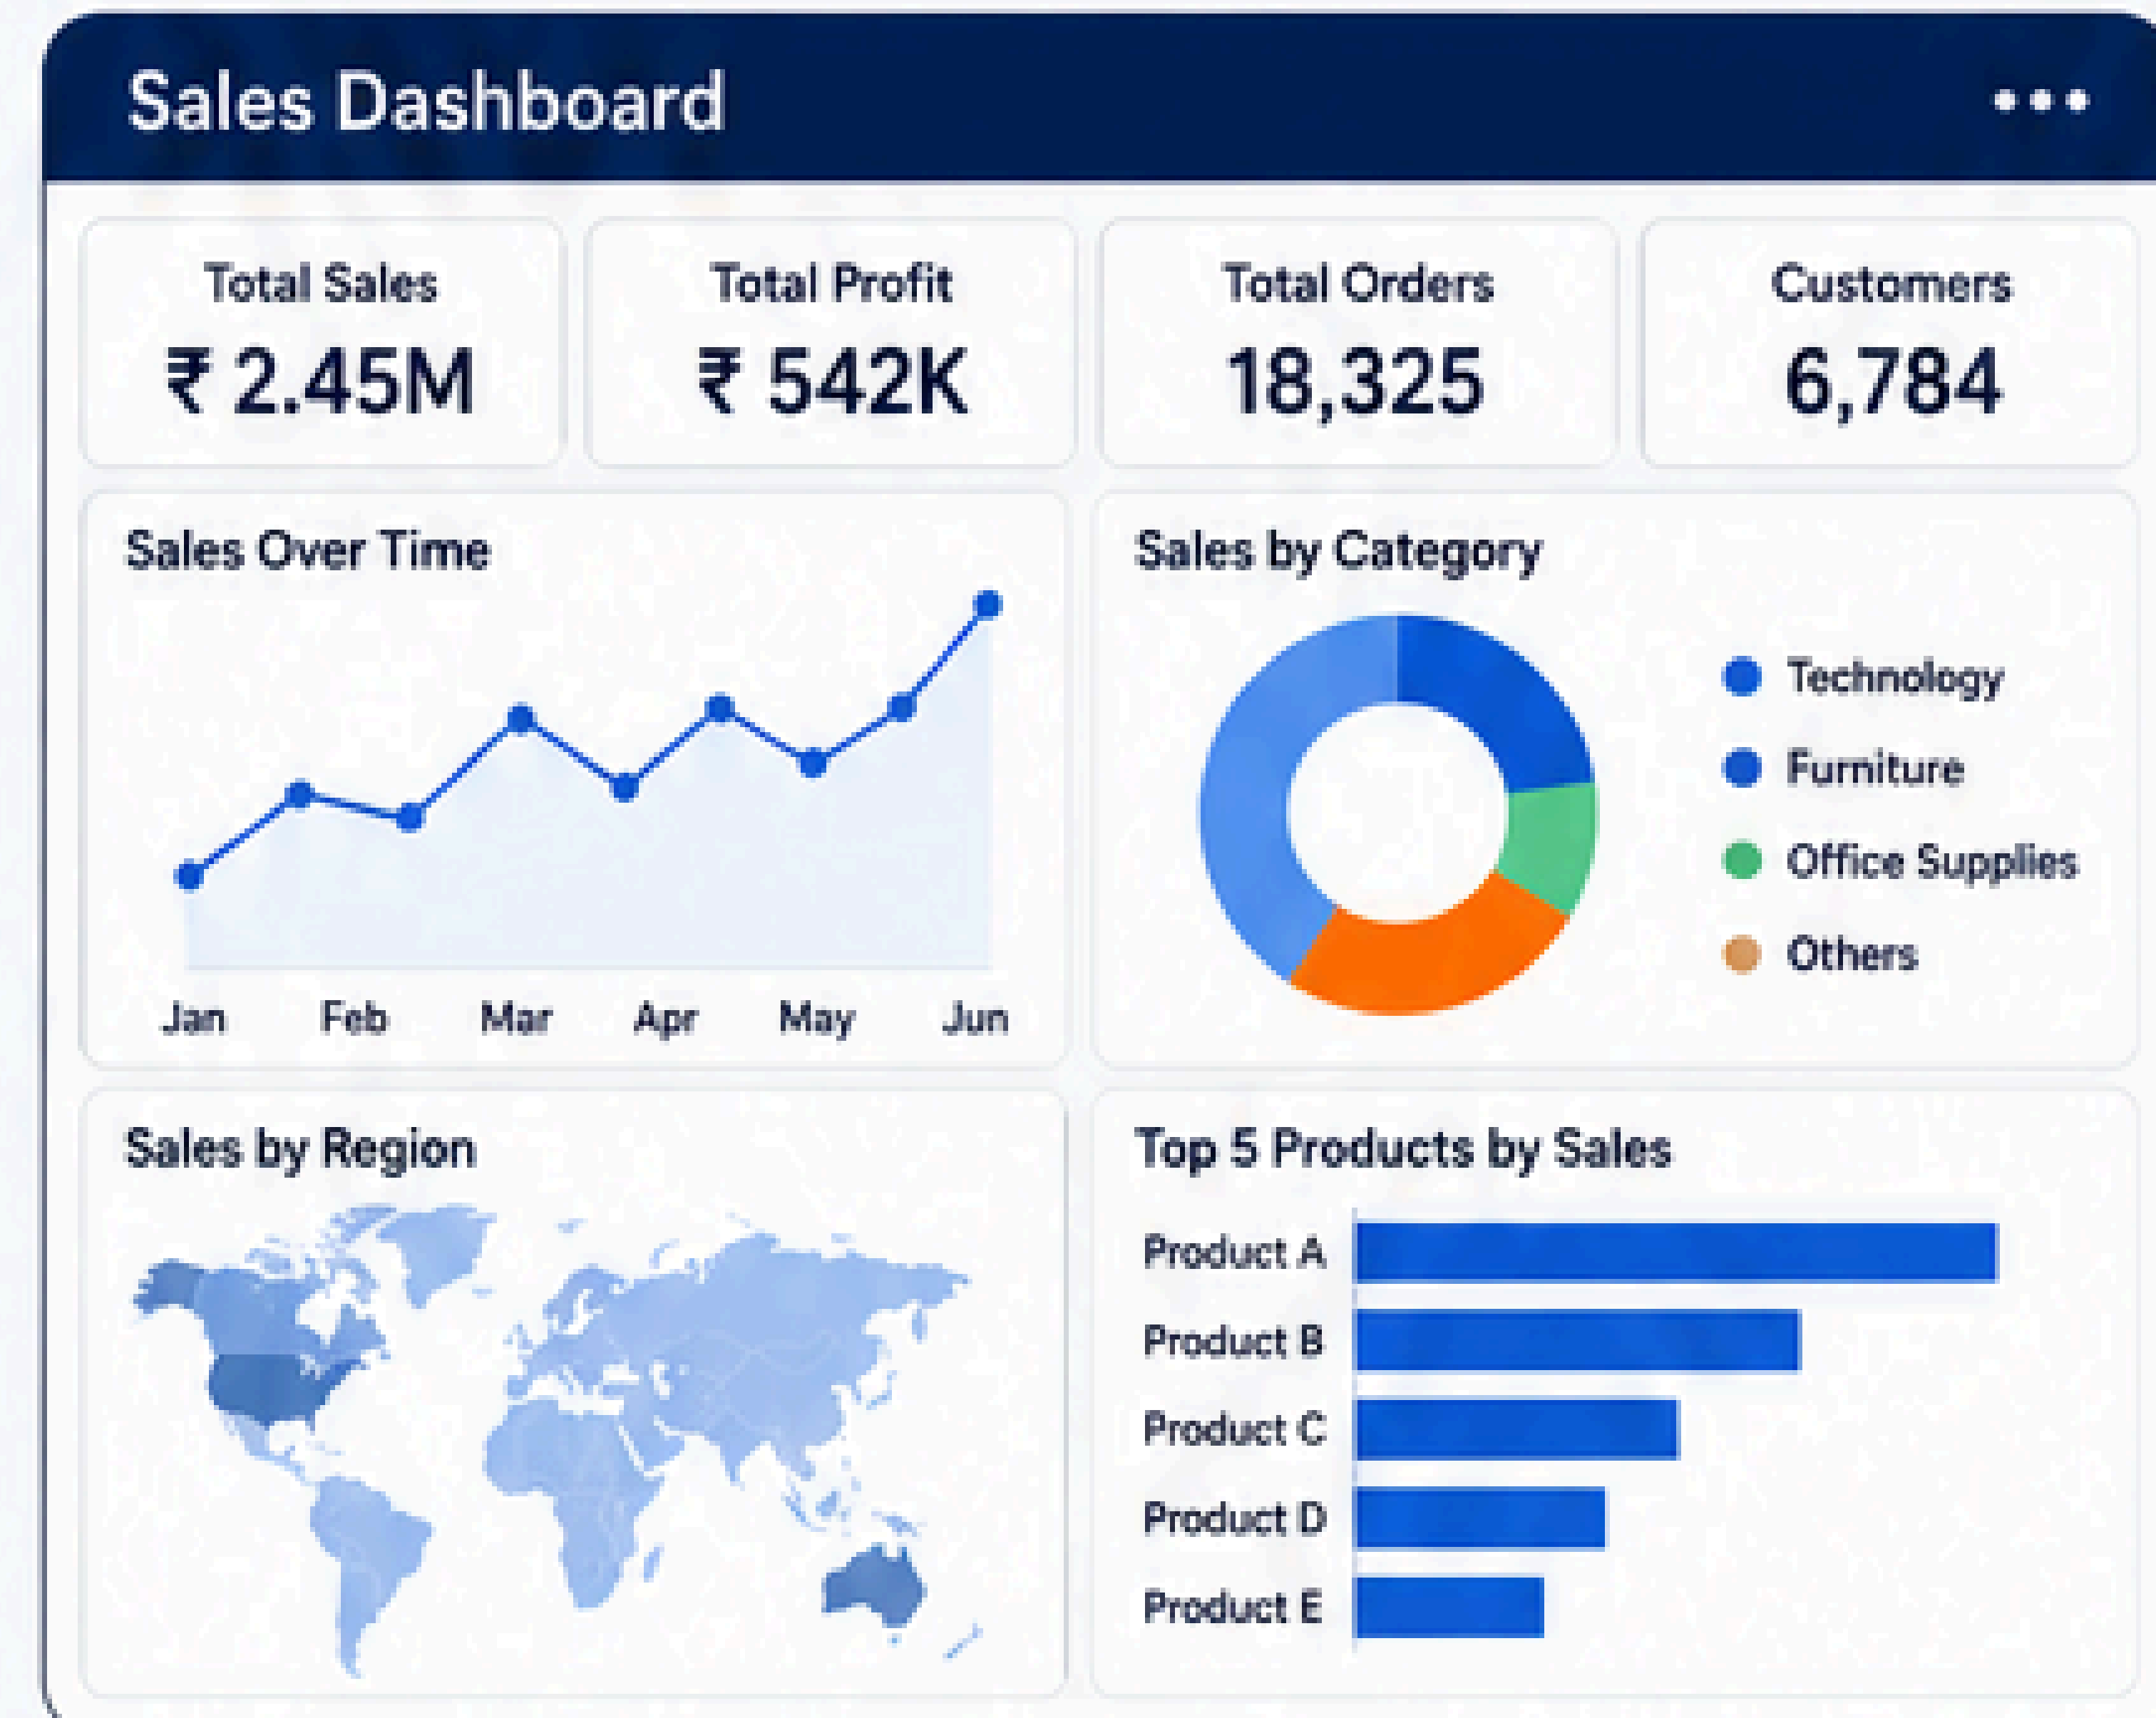 Sales Dashboard
Total Sales
₹ 2.45M
Total Profit
₹ 542K
Total Orders
18,325
Customers
6,784
Sales Over Time
Jan Feb Mar Apr May Jun
Sales by Category
Technology
Furniture
Office Supplies
Others
Sales by Region
Top 5 Products by Sales
Product A
Product B
Product C
Product D
Product E